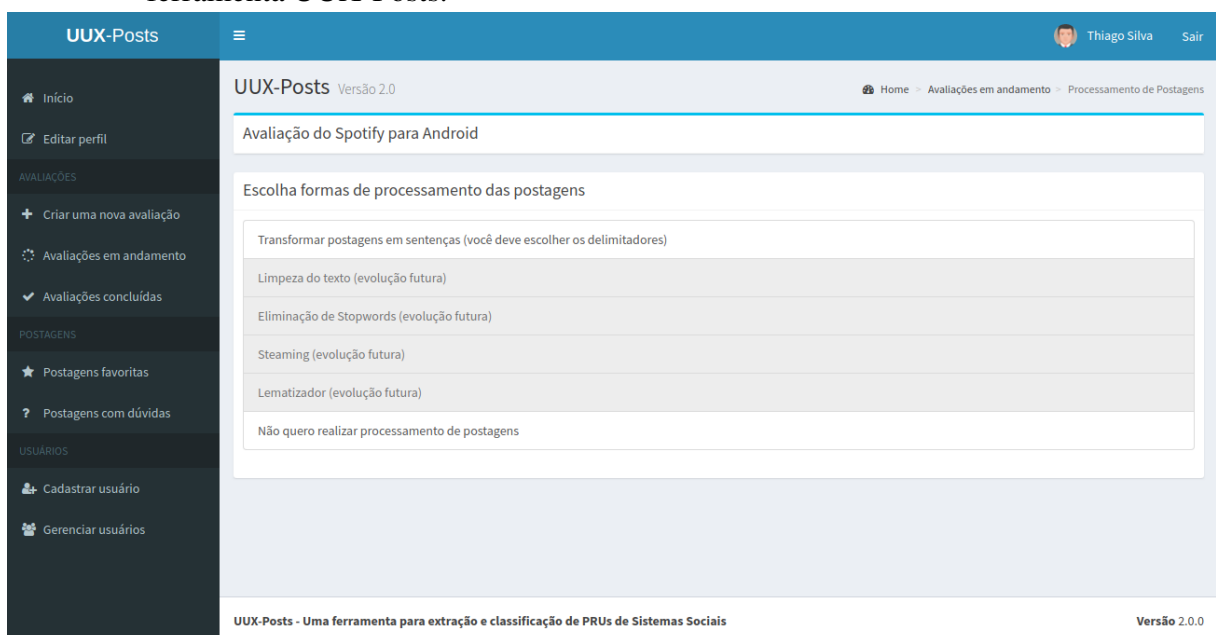 ferramenta UUX-Posts.
UUX-Posts
Thiago Silva Sair
Início
Editar perfil
AVALIAÇÕES
Criar uma nova avaliação
Avaliações em andamento
Avaliações concluídas
POSTAGENS
Postagens favoritas
Postagens com dúvidas
USUÁRIOS
Cadastrar usuário
Gerenciar usuários
UUX-Posts Versão 2.0
Home > Avaliações em andamento > Processamento de Postagens
Avaliação do Spotify para Android
Escolha formas de processamento das postagens
Transformar postagens em sentenças (você deve escolher os delimitadores)
Limpeza do texto (evolução futura)
Eliminação de Stopwords (evolução futura)
Steaming (evolução futura)
Lematizador (evolução futura)
Não quero realizar processamento de postagens
UUX-Posts - Uma ferramenta para extração e classificação de PRUs de Sistemas Sociais
Versão 2.0.0